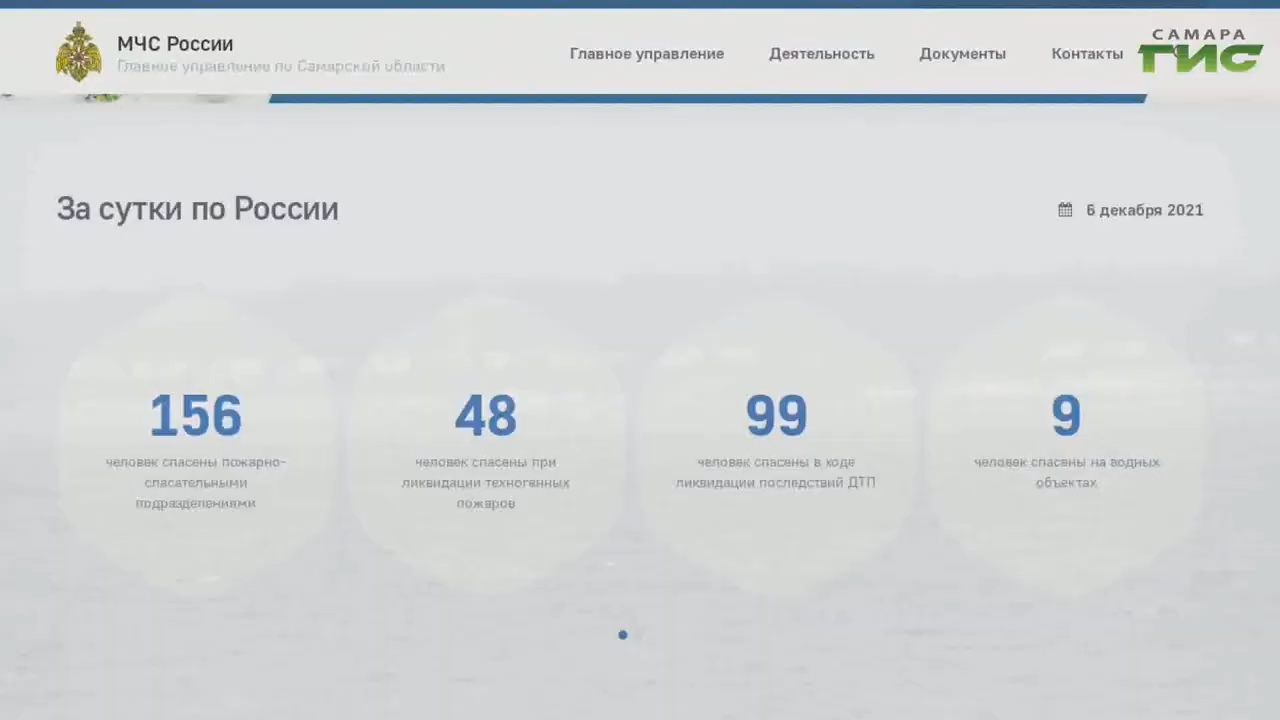 МЧС России
Главное управление по Самарской области
Главное управление
Деятельность
Документы
Контакты
САМАРА
ГИС
За сутки по России
6 декабря 2021
156
человек спасены пожарно-
спасательными
подразделениями
48
человек спасены при
ликвидации техногенных
пожаров
99
человек спасены в ходе
ликвидации последствий ДТП
9
человек спасены на водных
объектах